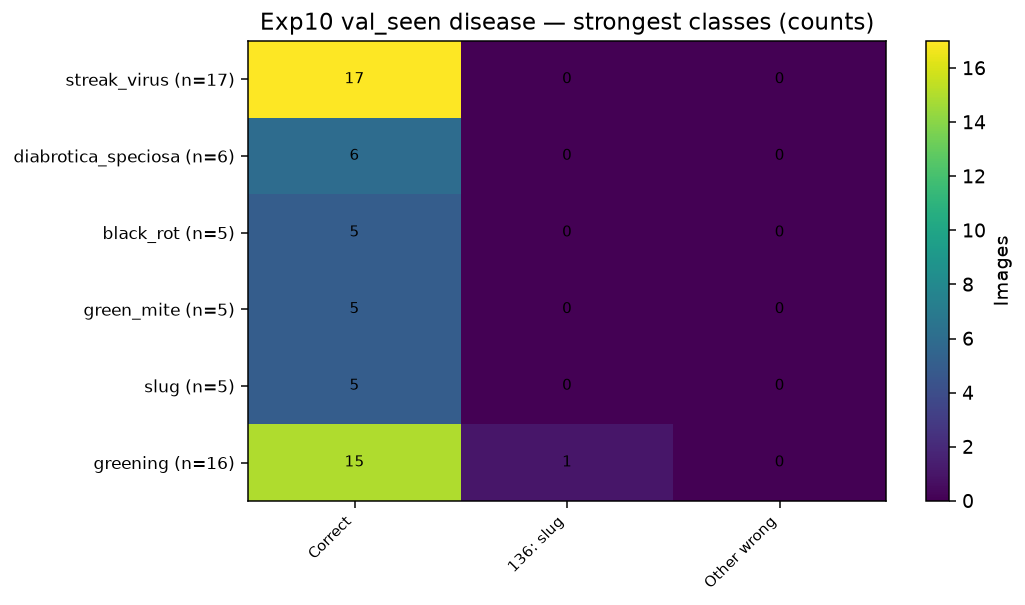 Exp10 val_seen disease — strongest classes (counts)
streak_virus (n=17)
17
0
0
diabrotica_speciosa (n=6)
6
0
0
black_rot (n=5)
5
0
0
green_mite (n=5)
5
0
0
slug (n=5)
5
0
0
greening (n=16)
15
1
0
Correct
136: slug
Other wrong
16
14
12
10
8
6
4
2
0
Images